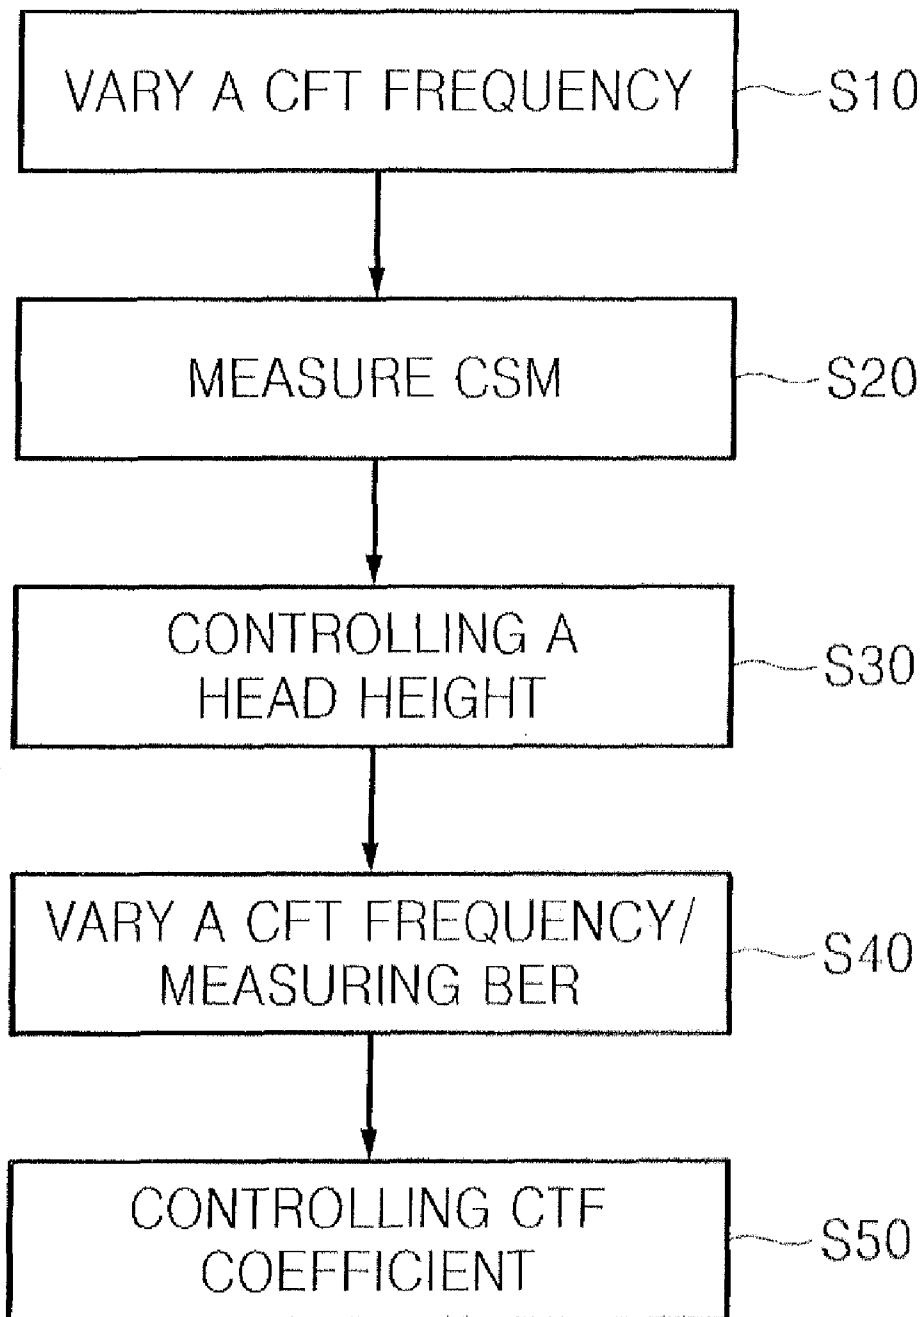 VARY A CFT FREQUENCY
S10
MEASURE CSM
S20
CONTROLLING A
HEAD HEIGHT
S30
VARY A CFT FREQUENCY/
MEASURING BER
S40
CONTROLLING CTF
COEFFICIENT
S50